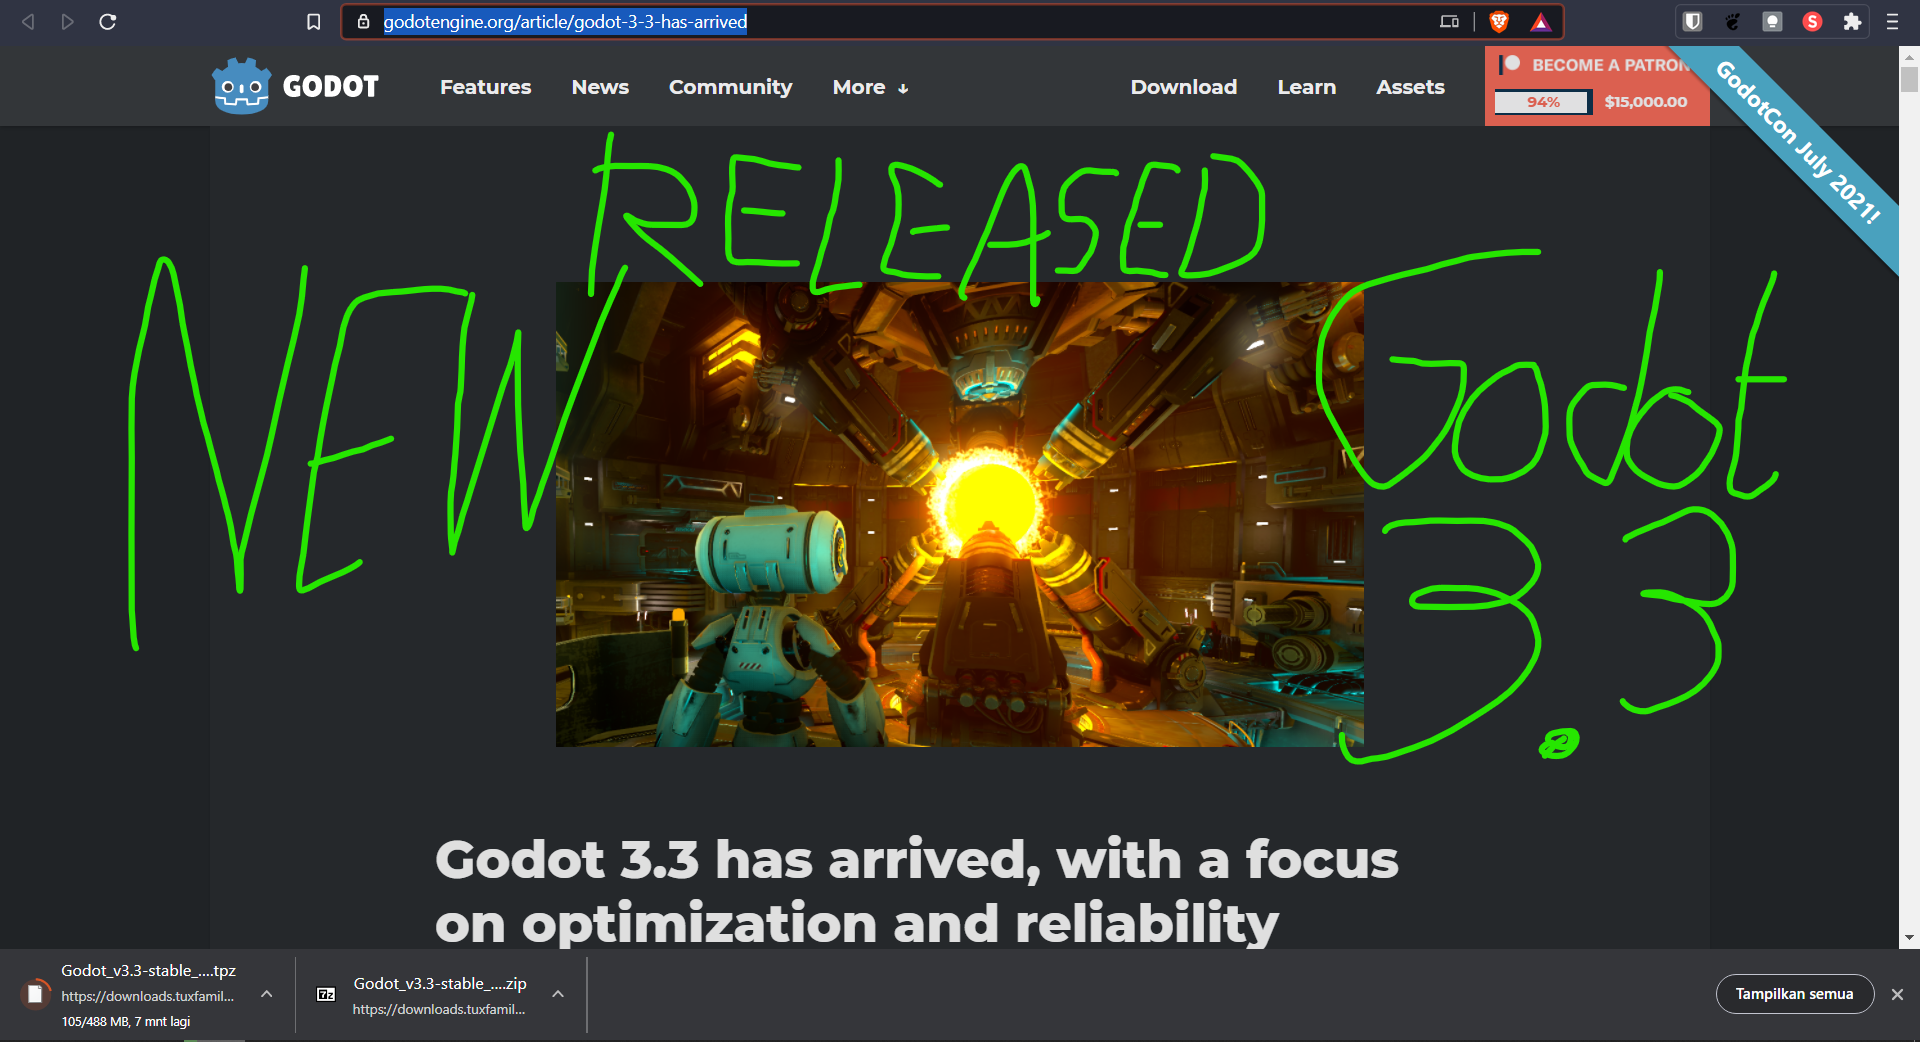 godotengine.org/article/godot-3-3-has-arrived
GODOT
Features News Community More
Download Learn Assets
BECOME A PATRON
94% $15,000.00
GodotCon July 2021!
NEW
RELEASED
Godot
3.3
Godot 3.3 has arrived, with a focus
on optimization and reliability
Godot_v3.3-stable_....tpz
https://downloads.tuxfamil...
105/488 MB, 7 mnt lagi
7z
Godot_v3.3-stable_....zip
https://downloads.tuxfamil...
Tampilkan semua